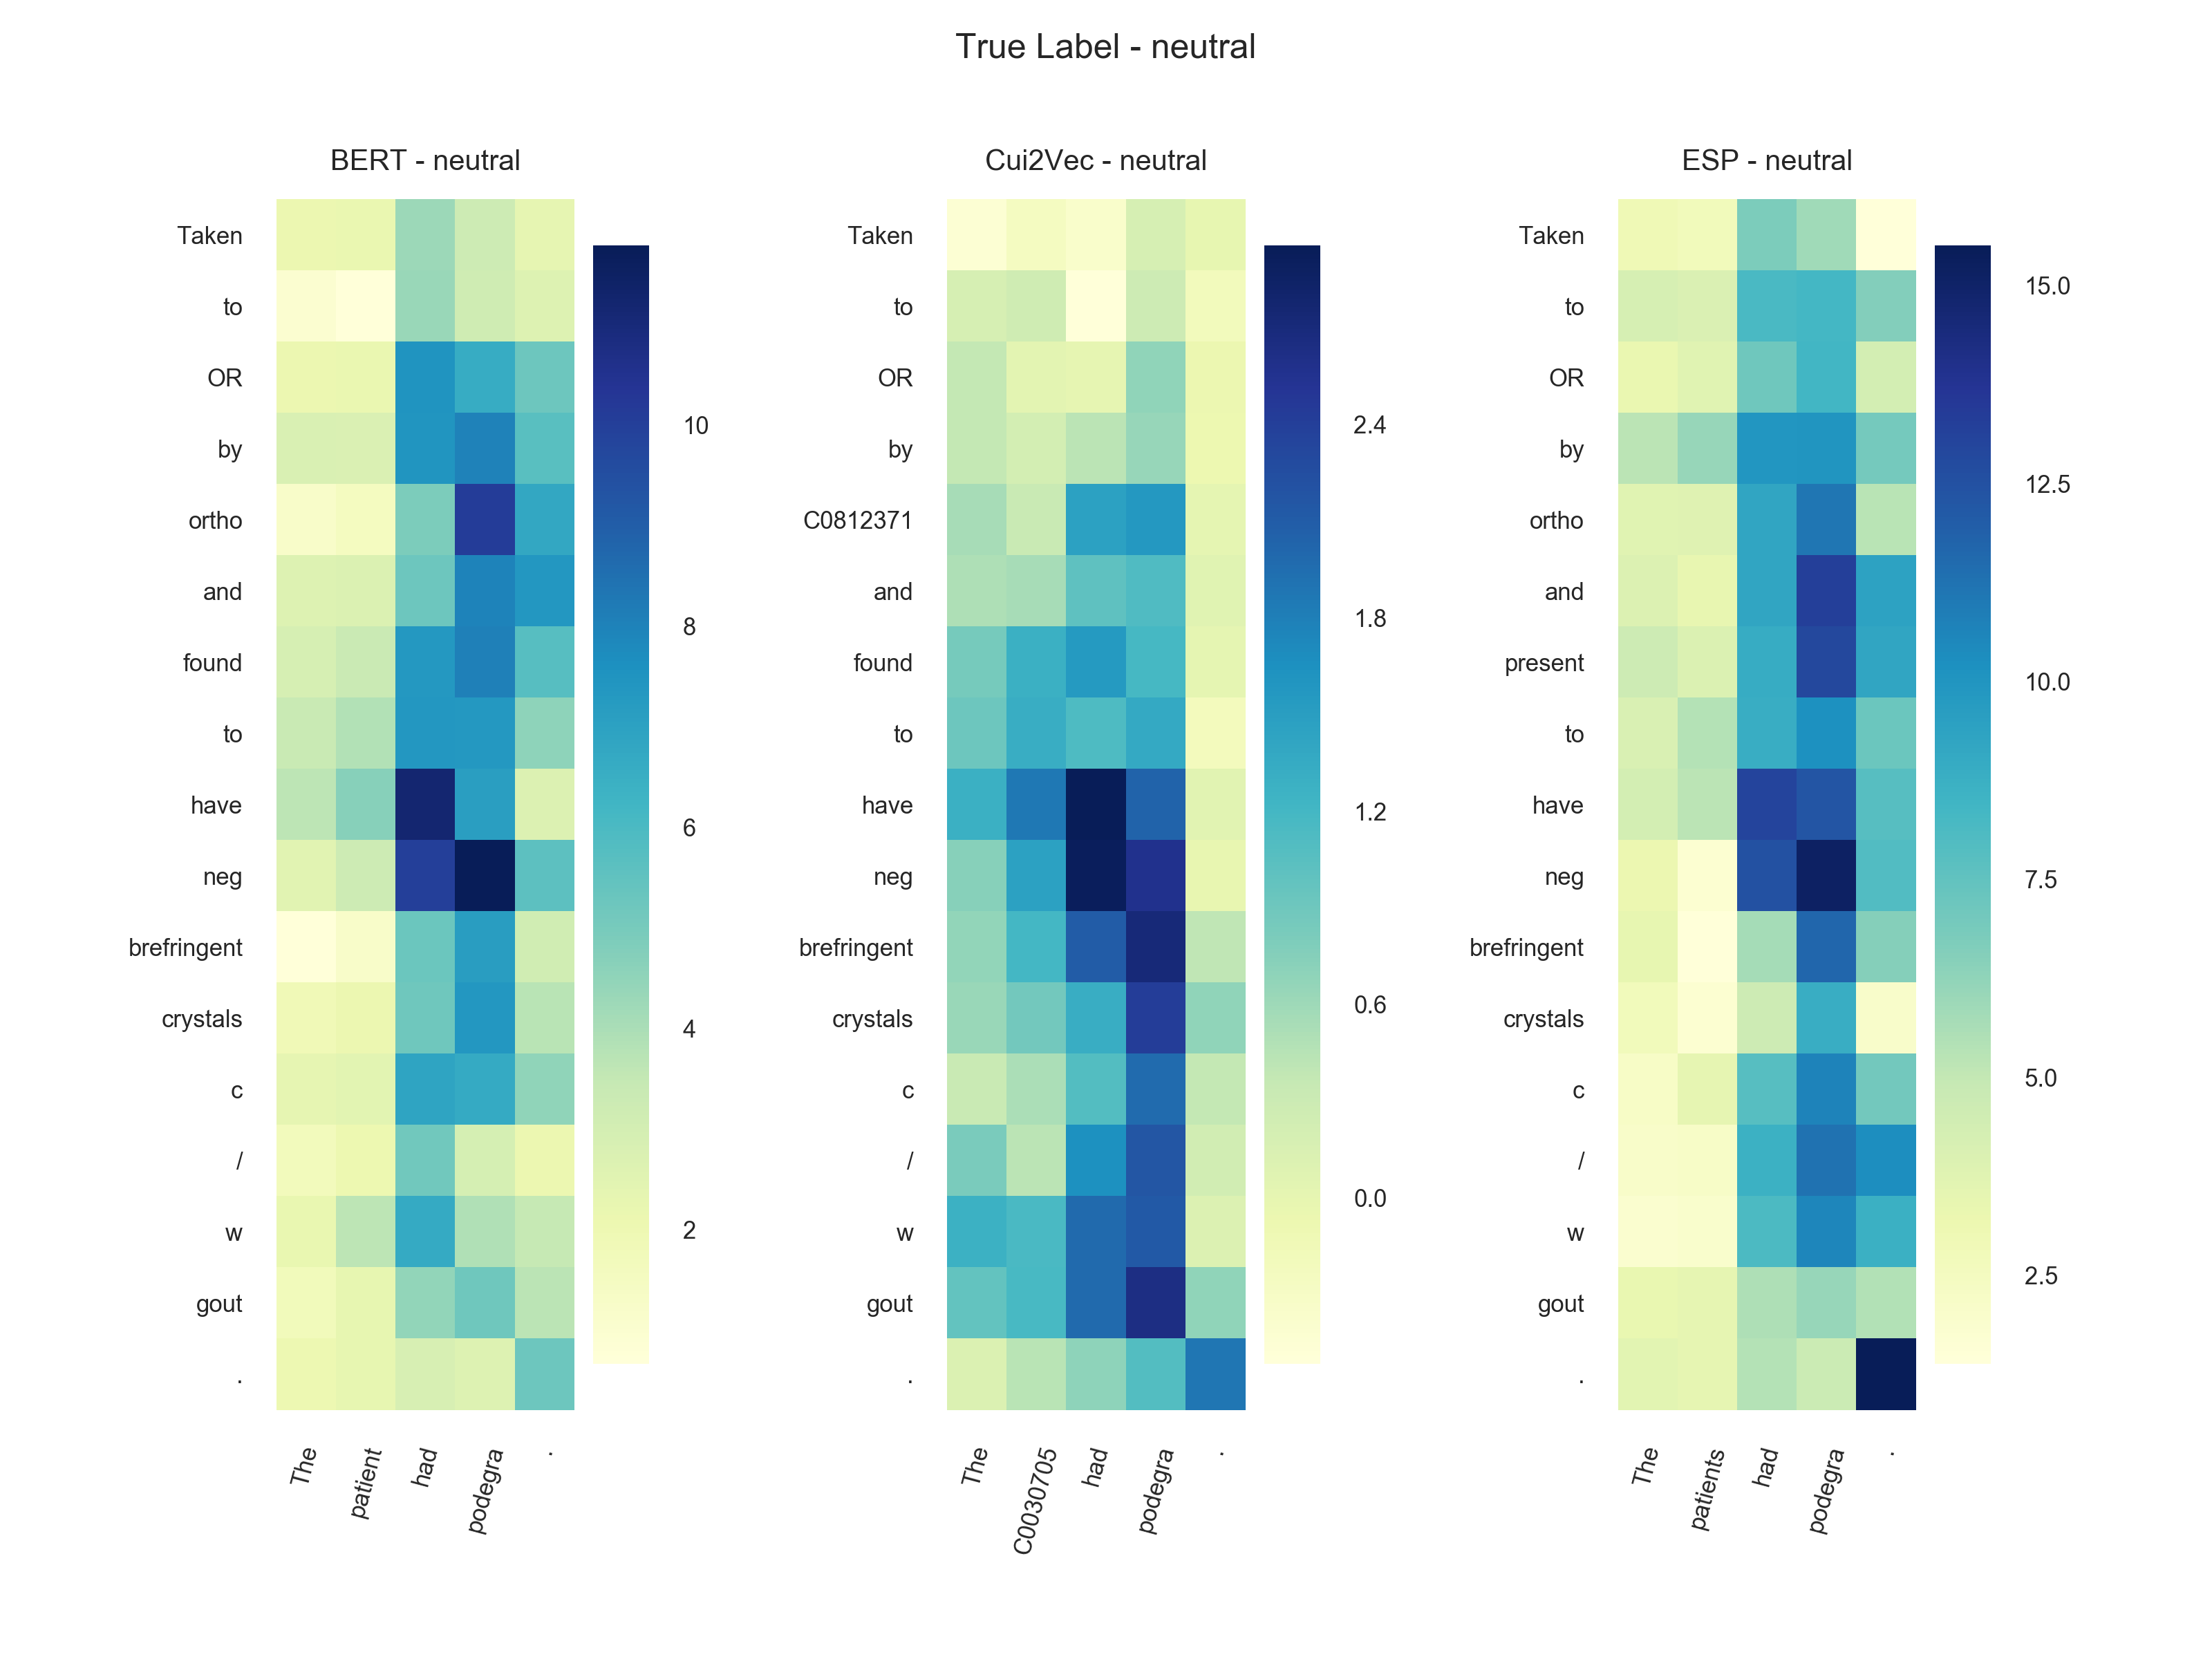 True Label - neutral
BERT - neutral
Taken
to
OR
by
ortho
and
found
to
have
neg
brefringent
crystals
c
/
w
gout
.
The
patient
had
podegra
.
10
8
6
4
2
Cui2Vec - neutral
Taken
to
OR
by
C0812371
and
found
to
have
neg
brefringent
crystals
c
/
w
gout
.
The
C0030705
had
podegra
.
2.4
1.8
1.2
0.6
0.0
ESP - neutral
Taken
to
OR
by
ortho
and
present
to
have
neg
brefringent
crystals
c
/
w
gout
.
The
patients
had
podegra
.
15.0
12.5
10.0
7.5
5.0
2.5